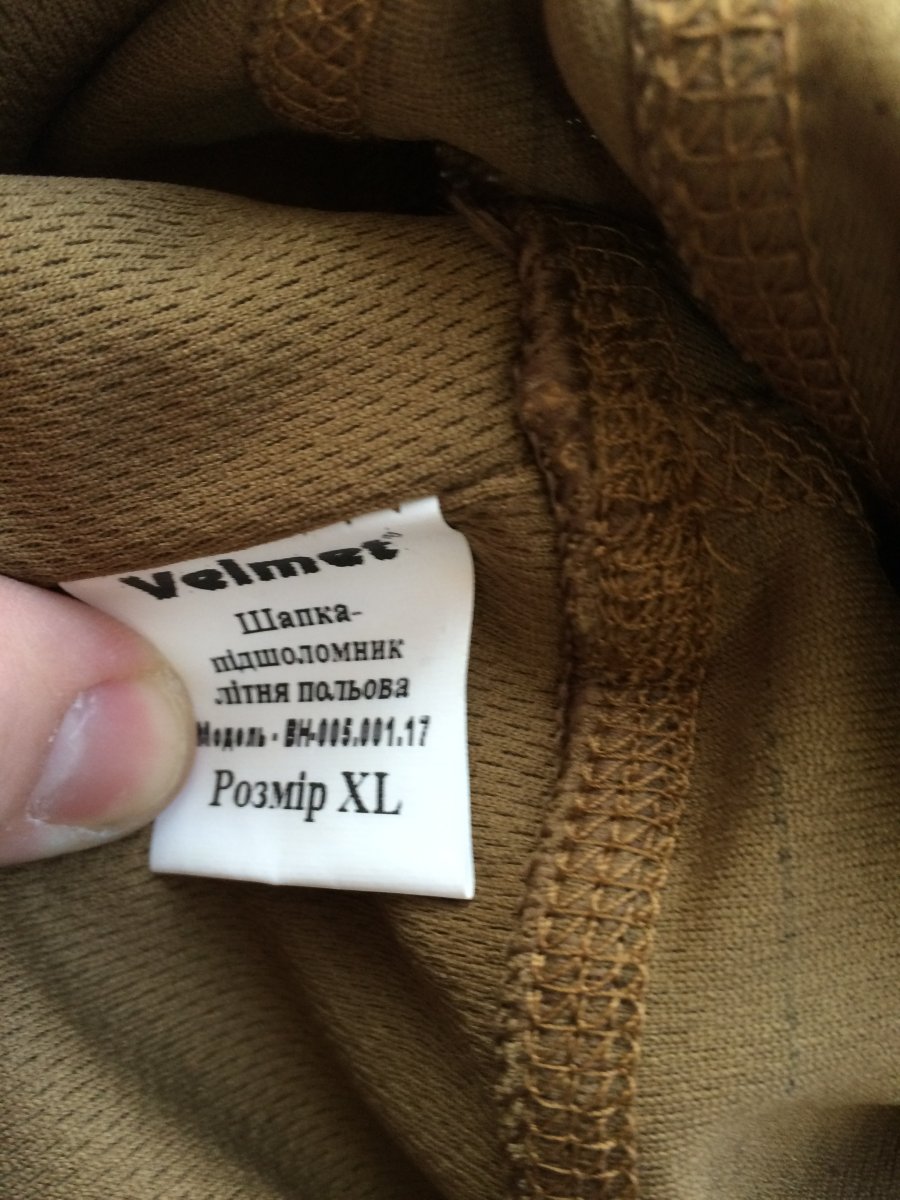 Velmet
Шапка-
підшоломник
літня польова
Модель - ВН-005.001.17
Розмір XL